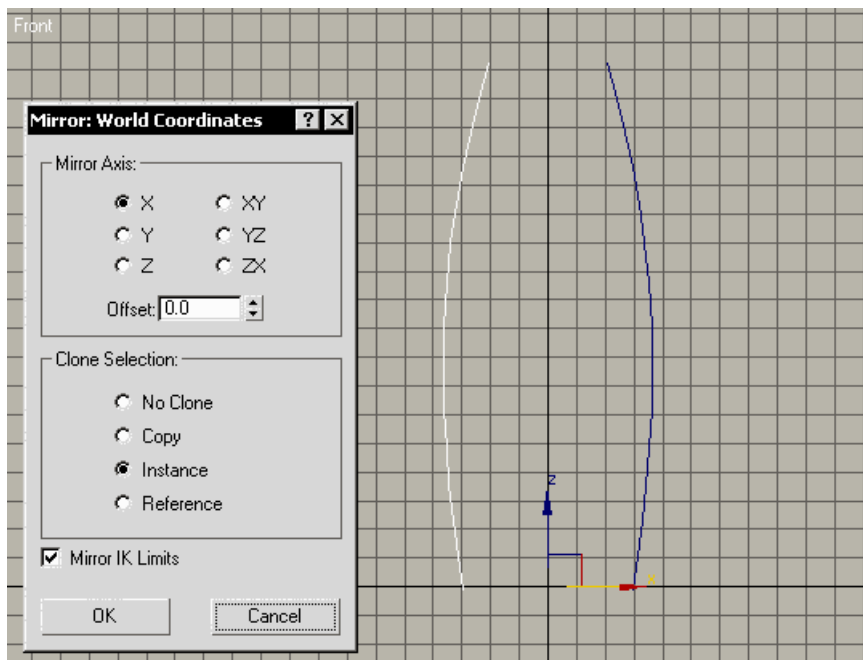 Front
Mirror: World Coordinates ? X
Mirror Axis:
X XY
Y YZ
Z ZX
Offset: 0.0
Clone Selection:
No Clone
Copy
Instance
Reference
Mirror IK Limits
OK Cancel
z
x